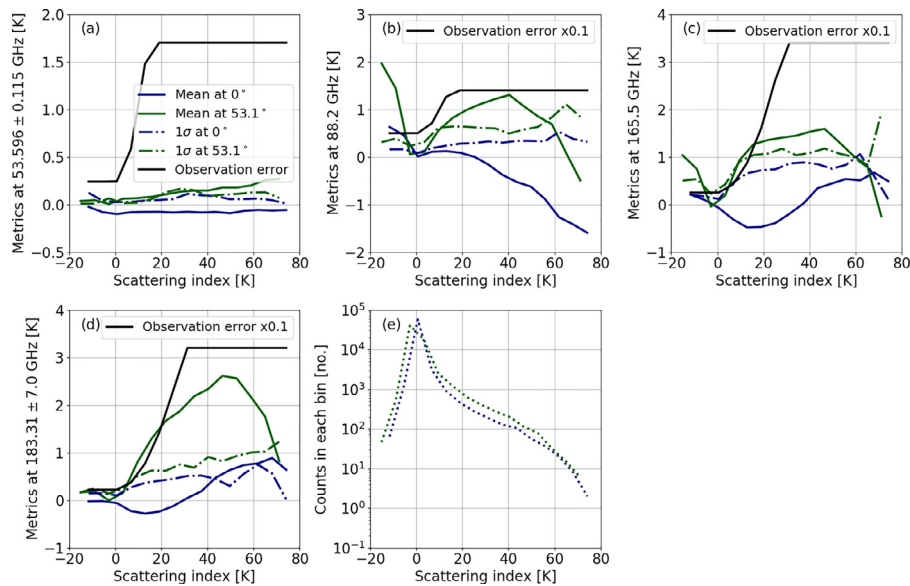 (a)
Metrics at 53.596 ± 0.115 GHz [K]
2.0
1.5
1.0
0.5
0.0
−0.5
Mean at 0°
Mean at 53.1°
1σ at 0°
1σ at 53.1°
Observation error
−20 0 20 40 60 80
Scattering index [K]
(b)
Metrics at 88.2 GHz [K]
3
2
1
0
−1
−2
Observation error x0.1
−20 0 20 40 60 80
Scattering index [K]
(c)
Metrics at 165.5 GHz [K]
4
3
2
1
0
−1
Observation error x0.1
−20 0 20 40 60 80
Scattering index [K]
(d)
Metrics at 183.31 ± 7.0 GHz [K]
4
3
2
1
0
−1
Observation error x0.1
−20 0 20 40 60 80
Scattering index [K]
(e)
Counts in each bin [no.]
10⁵
10⁴
10³
10²
10¹
10⁰
10⁻¹
−20 0 20 40 60 80
Scattering index [K]